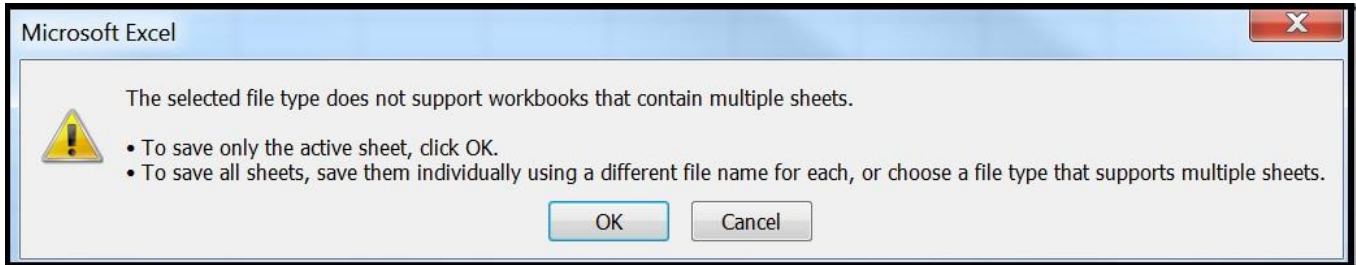 Microsoft Excel
The selected file type does not support workbooks that contain multiple sheets.
• To save only the active sheet, click OK.
• To save all sheets, save them individually using a different file name for each, or choose a file type that supports multiple sheets.
OK Cancel